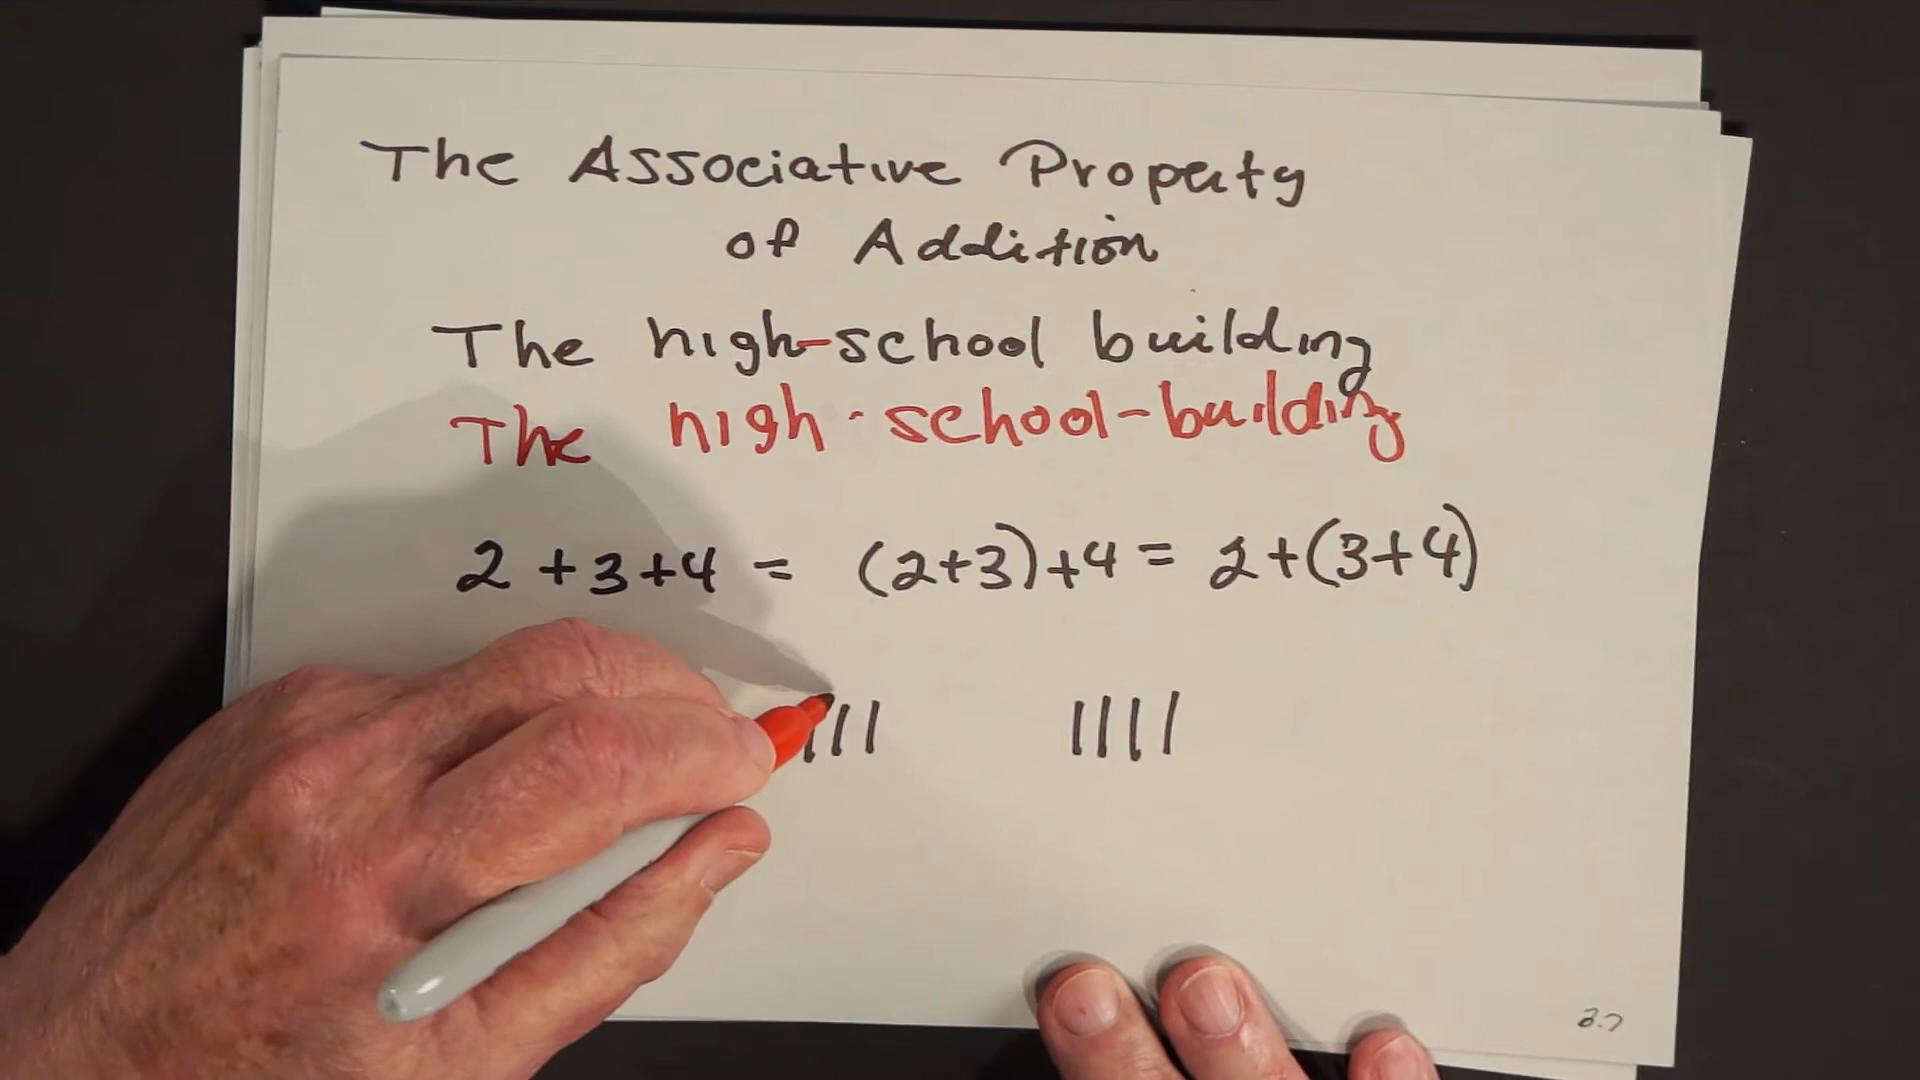 The Associative Property
of Addition
The high-school building
The high-school-building
2 + 3 + 4 = (2+3)+4 = 2+(3+4)
||| ||||